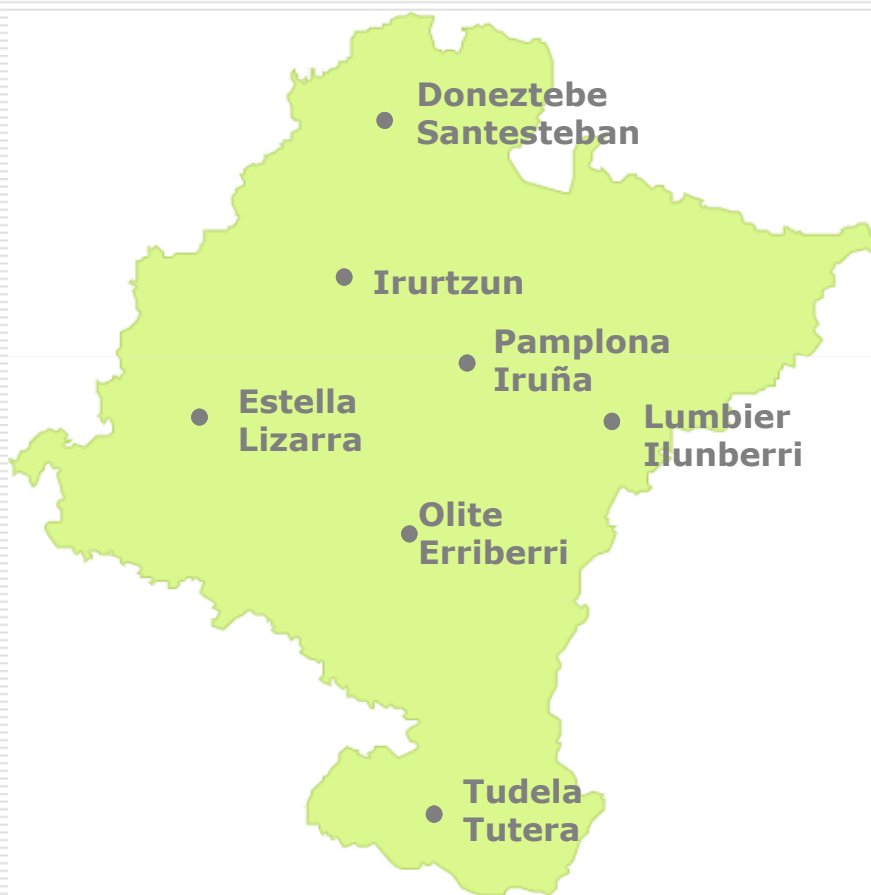 Doneztebe
Santesteban
Irurtzun
Pamplona
Iruña
Estella
Lizarra
Lumbier
Ilunberri
Olite
Erriberri
Tudela
Tutera